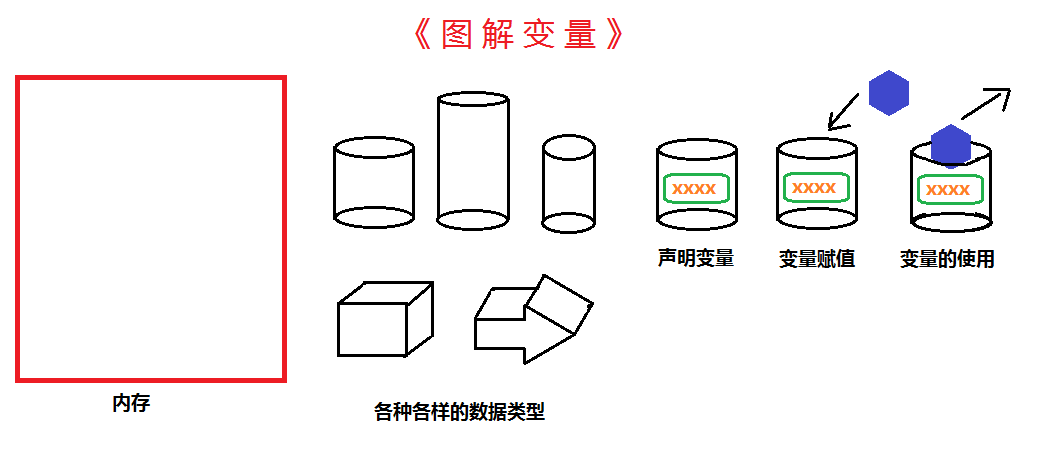 《图解变量》
xxxx
xxxx
xxxx
声明变量
变量赋值
变量的使用
内存
各种各样的数据类型